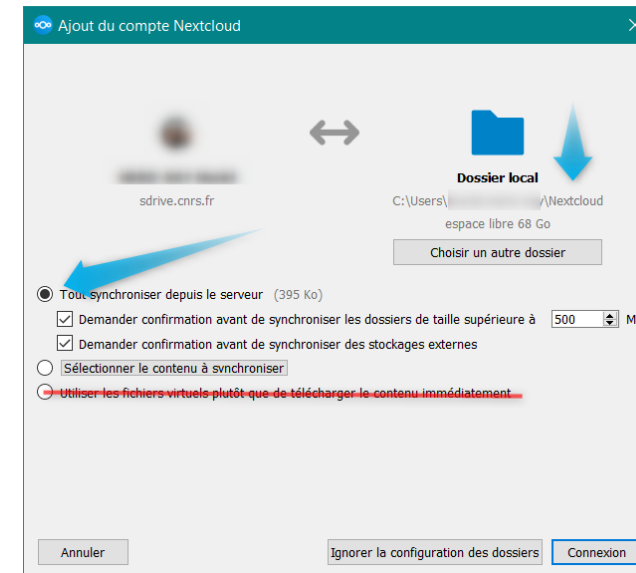 Ajout du compte Nextcloud
Dossier local
sdrive.cnrs.fr
C:\Users\ /Nextcloud
espace libre 68 Go
Choisir un autre dossier
Tout synchroniser depuis le serveur (395 Ko)
Demander confirmation avant de synchroniser les dossiers de taille supérieure à 500 M
Demander confirmation avant de synchroniser des stockages externes
Sélectionner le contenu à synchroniser
Utiliser les fichiers virtuels plutôt que de télécharger le contenu immédiatement
Annuler
Ignorer la configuration des dossiers
Connexion